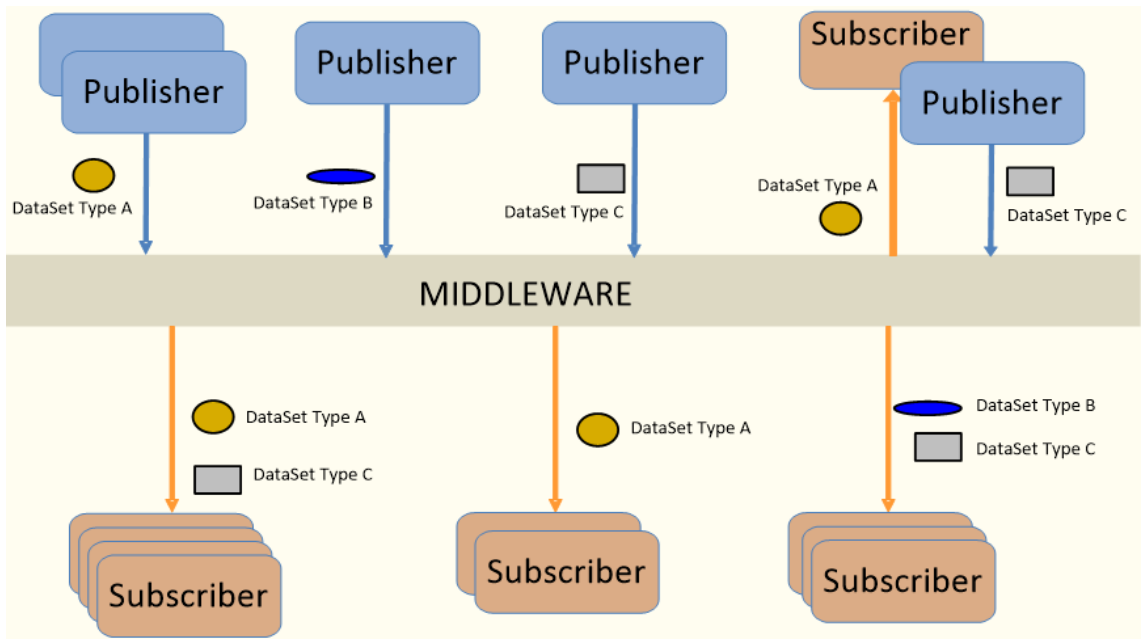 Publisher
DataSet Type A
Publisher
DataSet Type B
Publisher
DataSet Type C
Subscriber
Publisher
DataSet Type A
DataSet Type C
MIDDLEWARE
DataSet Type A
DataSet Type C
Subscriber
DataSet Type A
Subscriber
DataSet Type B
DataSet Type C
Subscriber